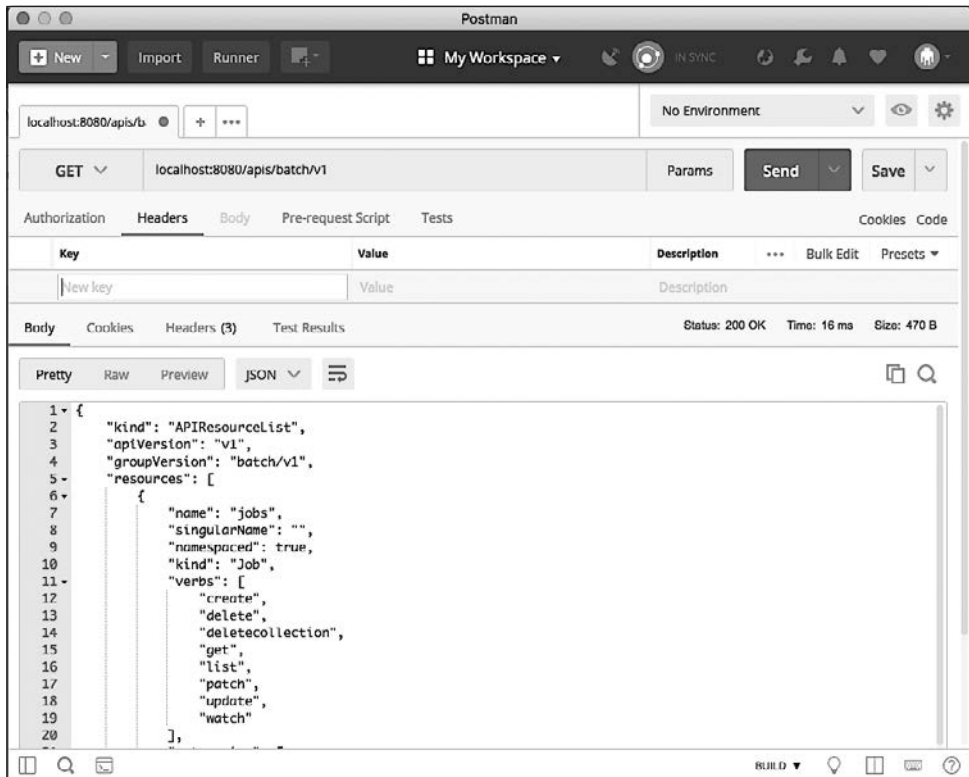 Postman
New Import Runner My Workspace IN SYNC
localhost:8080/apis/b
No Environment
GET localhost:8080/apis/batch/v1 Params Send Save
Authorization Headers Body Pre-request Script Tests Cookies Code
Key Value Description Bulk Edit Presets
New key Value Description
Body Cookies Headers (3) Test Results Status: 200 OK Time: 16 ms Size: 470 B
Pretty Raw Preview JSON
1 {
2 "kind": "APIResourceList",
3 "apiVersion": "v1",
4 "groupVersion": "batch/v1",
5 "resources": [
6 {
7 "name": "jobs",
8 "singularName": "",
9 "namespaced": true,
10 "kind": "Job",
11 "verbs": [
12 "create",
13 "delete",
14 "deletecollection",
15 "get",
16 "list",
17 "patch",
18 "update",
19 "watch"
20 ],
BUILD